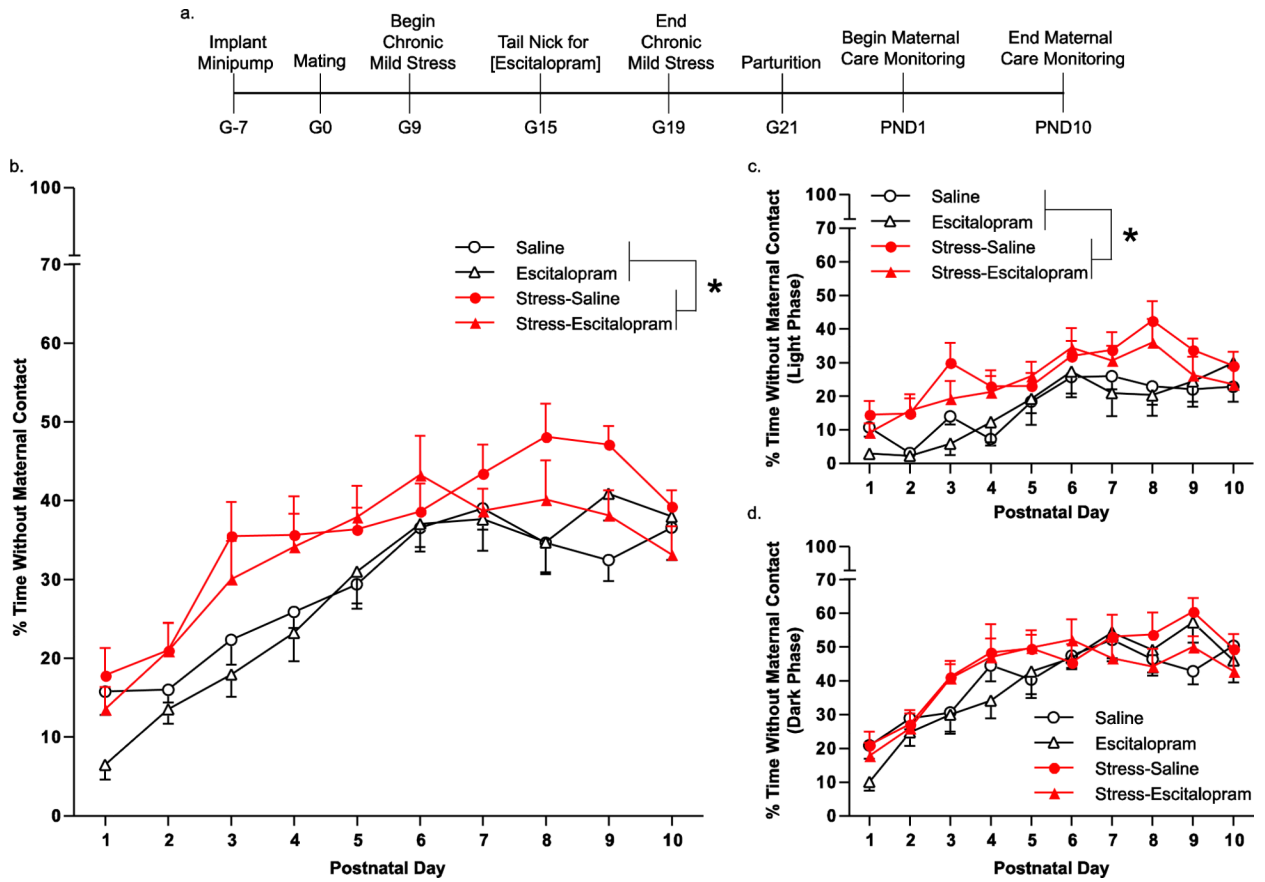 a.
Implant
Minipump
Mating
Begin
Chronic
Mild Stress
Tail Nick for
[Escitalopram]
End
Chronic
Mild Stress
Parturition
Begin Maternal
Care Monitoring
End Maternal
Care Monitoring
G-7 G0 G9 G15 G19 G21 PND1 PND10
b.
% Time Without Maternal Contact
100
70
60
50
40
30
20
10
0
Saline
Escitalopram
Stress-Saline
Stress-Escitalopram
*
1 2 3 4 5 6 7 8 9 10
Postnatal Day
c.
% Time Without Maternal Contact
(Light Phase)
100
70
60
50
40
30
20
10
0
Saline
Escitalopram
Stress-Saline
Stress-Escitalopram
*
1 2 3 4 5 6 7 8 9 10
Postnatal Day
d.
% Time Without Maternal Contact
(Dark Phase)
100
70
60
50
40
30
20
10
0
Saline
Escitalopram
Stress-Saline
Stress-Escitalopram
1 2 3 4 5 6 7 8 9 10
Postnatal Day